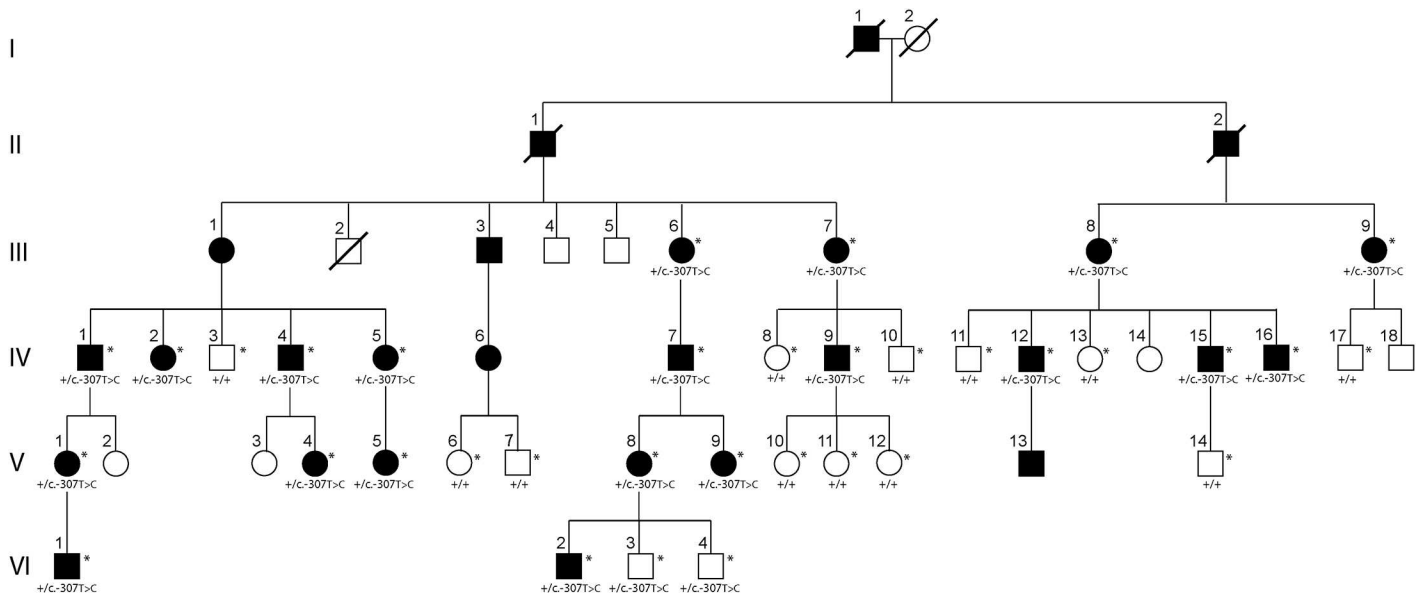 1 2
I
1 2
II
1 2 3 4 5 6 7 8 9
III
* * * *
+/c.-307T>C +/c.-307T>C +/c.-307T>C +/c.-307T>C
1 2 3 4 5 6 7 8 9 10 11 12 13 14 15 16 17 18
IV
* * * * * * * * * * * * * * *
+/c.-307T>C +/c.-307T>C +/+ +/c.-307T>C +/c.-307T>C +/c.-307T>C +/+ +/c.-307T>C +/+ +/+ +/c.-307T>C +/+ +/c.-307T>C +/c.-307T>C +/+
1 2 3 4 5 6 7 8 9 10 11 12 13 14
V
* * * * * * * * * * *
+/c.-307T>C +/c.-307T>C +/c.-307T>C +/+ +/+ +/c.-307T>C +/c.-307T>C +/+ +/+ +/+ +/+
1 2 3 4
VI
* * * *
+/c.-307T>C +/c.-307T>C +/c.-307T>C +/c.-307T>C